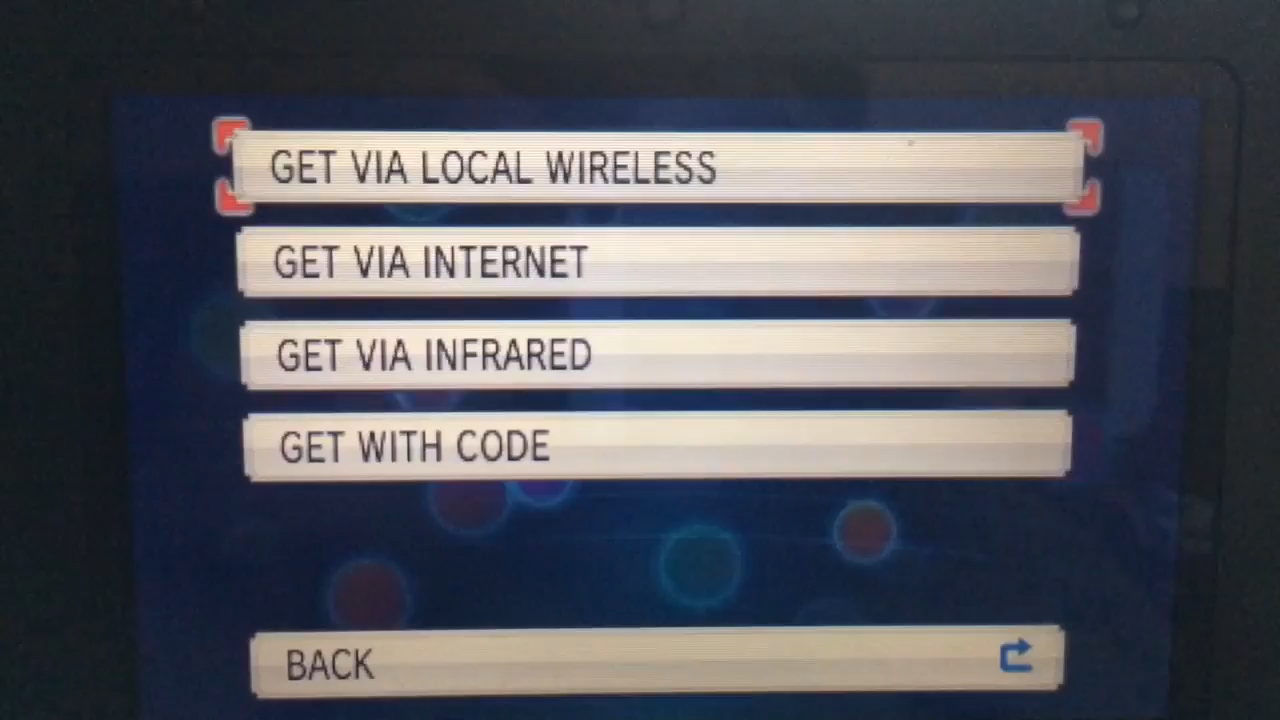 GET VIA LOCAL WIRELESS
GET VIA INTERNET
GET VIA INFRARED
GET WITH CODE
BACK